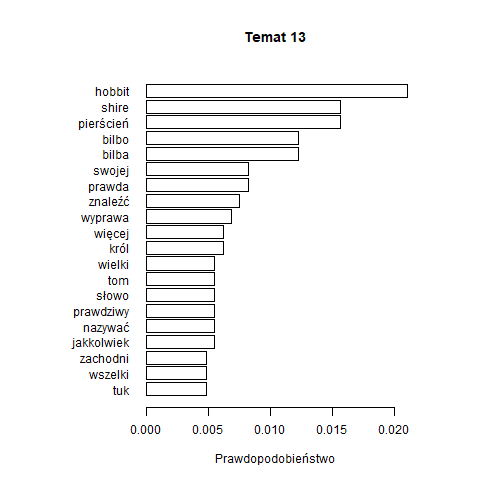 Temat 13
hobbit
shire
pierścień
bilbo
bilba
swojej
prawda
znaleźć
wyprawa
więcej
król
wielki
tom
słowo
prawdziwy
nazywać
jakkolwiek
zachodni
wszelki
tuk
0.000 0.005 0.010 0.015 0.020
Prawdopodobieństwo